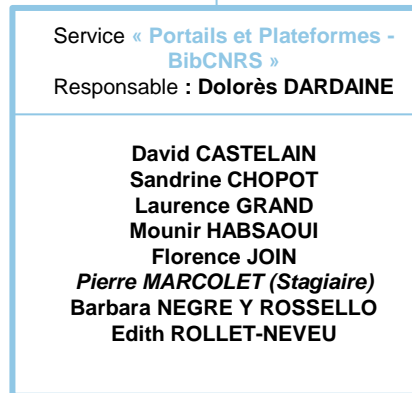 Service « Portails et Plateformes -
BibCNRS »
Responsable : Dolorès DARDAINE
David CASTELAIN
Sandrine CHOPOT
Laurence GRAND
Mounir HABSAOUI
Florence JOIN
Pierre MARCOLET (Stagiaire)
Barbara NEGRE Y ROSSELLO
Edith ROLLET-NEVEU